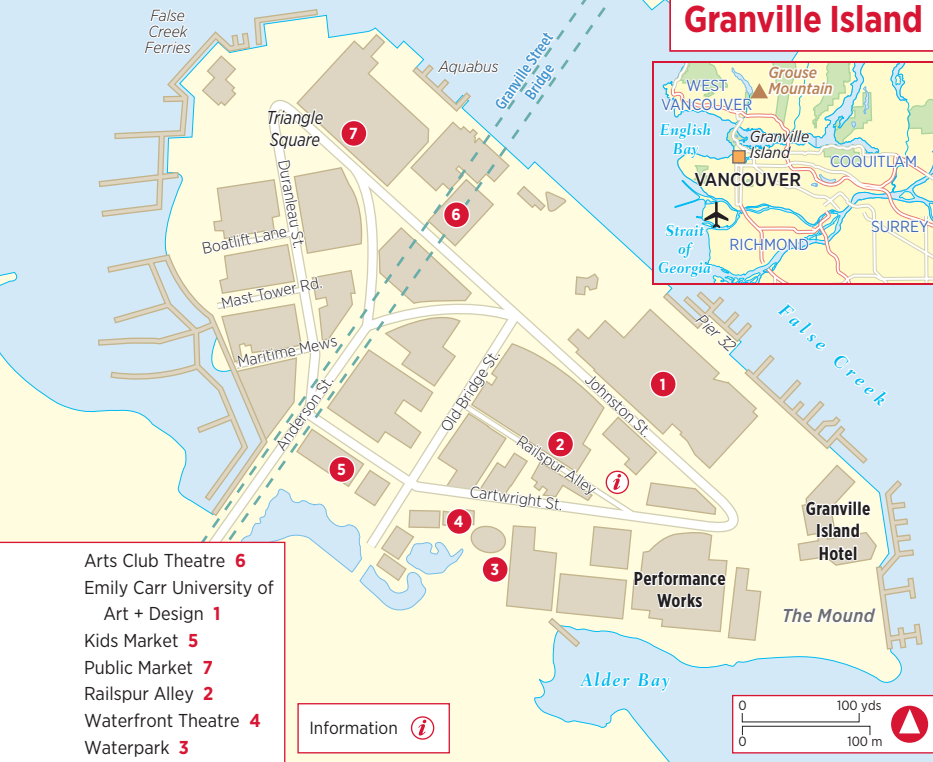 Granville Island
False
Creek
Ferries
Aquabus
Granville Street
Bridge
Triangle
Square
7
Duranleau St.
6
Boatlift Lane
Mast Tower Rd.
Maritime Mews
Anderson St.
Old Bridge St.
Johnston St.
Pier 32
False Creek
1
2
Railspur Alley
i
5
Cartwright St.
4
3
Granville
Island
Hotel
Performance
Works
The Mound
Alder Bay
WEST
VANCOUVER
Grouse
Mountain
English
Bay
Granville
Island
COQUITLAM
VANCOUVER
Strait
of
Georgia
RICHMOND
SURREY
Arts Club Theatre 6
Emily Carr University of
Art + Design 1
Kids Market 5
Public Market 7
Railspur Alley 2
Waterfront Theatre 4
Waterpark 3
Information i
0 100 yds
0 100 m